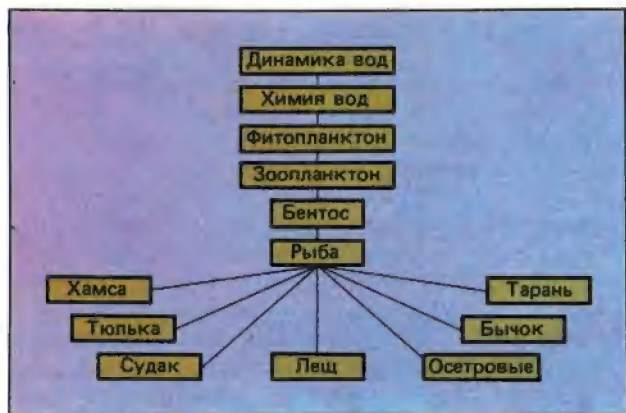 Динамика вод
Химия вод
Фитопланктон
Зоопланктон
Бентос
Рыба
Хамса
Тарань
Тюлька
Бычок
Судак
Лещ
Осетровые